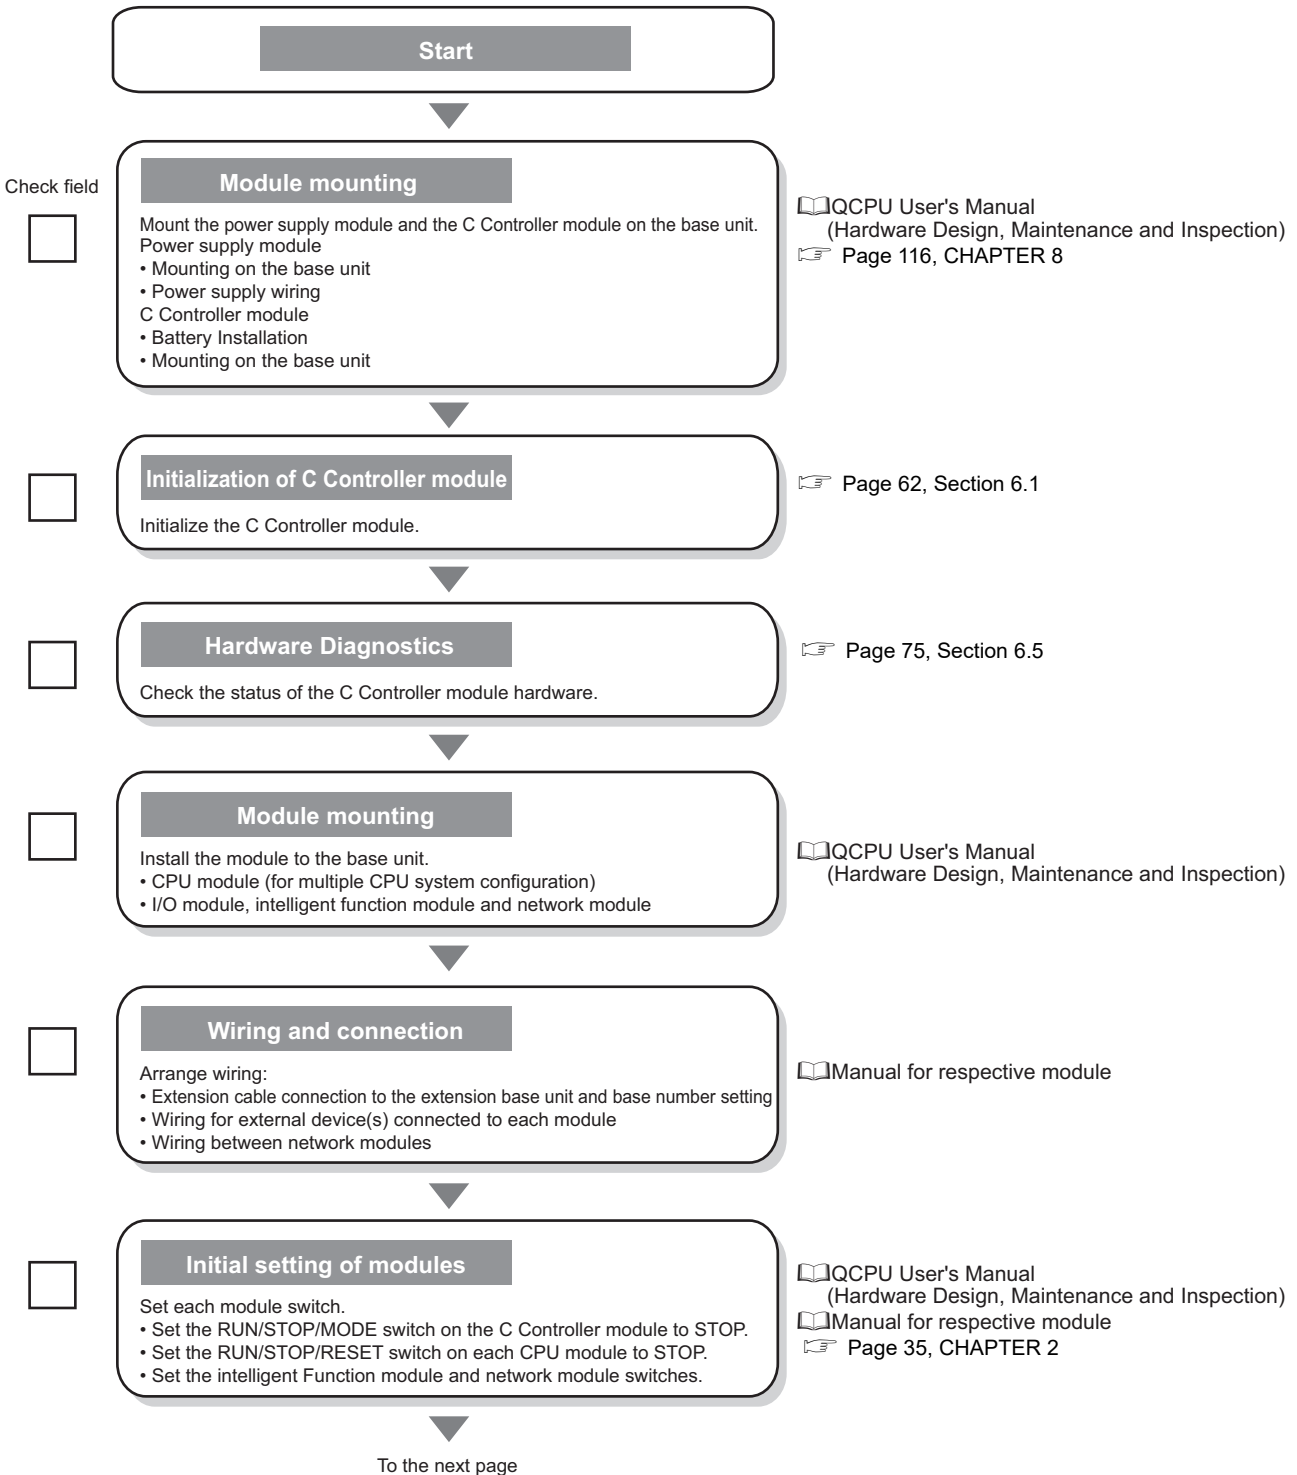 Start
Check field
Module mounting
Mount the power supply module and the C Controller module on the base unit.
Power supply module
• Mounting on the base unit
• Power supply wiring
C Controller module
• Battery Installation
• Mounting on the base unit
QCPU User's Manual
(Hardware Design, Maintenance and Inspection)
Page 116, CHAPTER 8
Initialization of C Controller module
Initialize the C Controller module.
Page 62, Section 6.1
Hardware Diagnostics
Check the status of the C Controller module hardware.
Page 75, Section 6.5
Module mounting
Install the module to the base unit.
• CPU module (for multiple CPU system configuration)
• I/O module, intelligent function module and network module
QCPU User's Manual
(Hardware Design, Maintenance and Inspection)
Wiring and connection
Arrange wiring:
• Extension cable connection to the extension base unit and base number setting
• Wiring for external device(s) connected to each module
• Wiring between network modules
Manual for respective module
Initial setting of modules
Set each module switch.
• Set the RUN/STOP/MODE switch on the C Controller module to STOP.
• Set the RUN/STOP/RESET switch on each CPU module to STOP.
• Set the intelligent Function module and network module switches.
QCPU User's Manual
(Hardware Design, Maintenance and Inspection)
Manual for respective module
Page 35, CHAPTER 2
To the next page